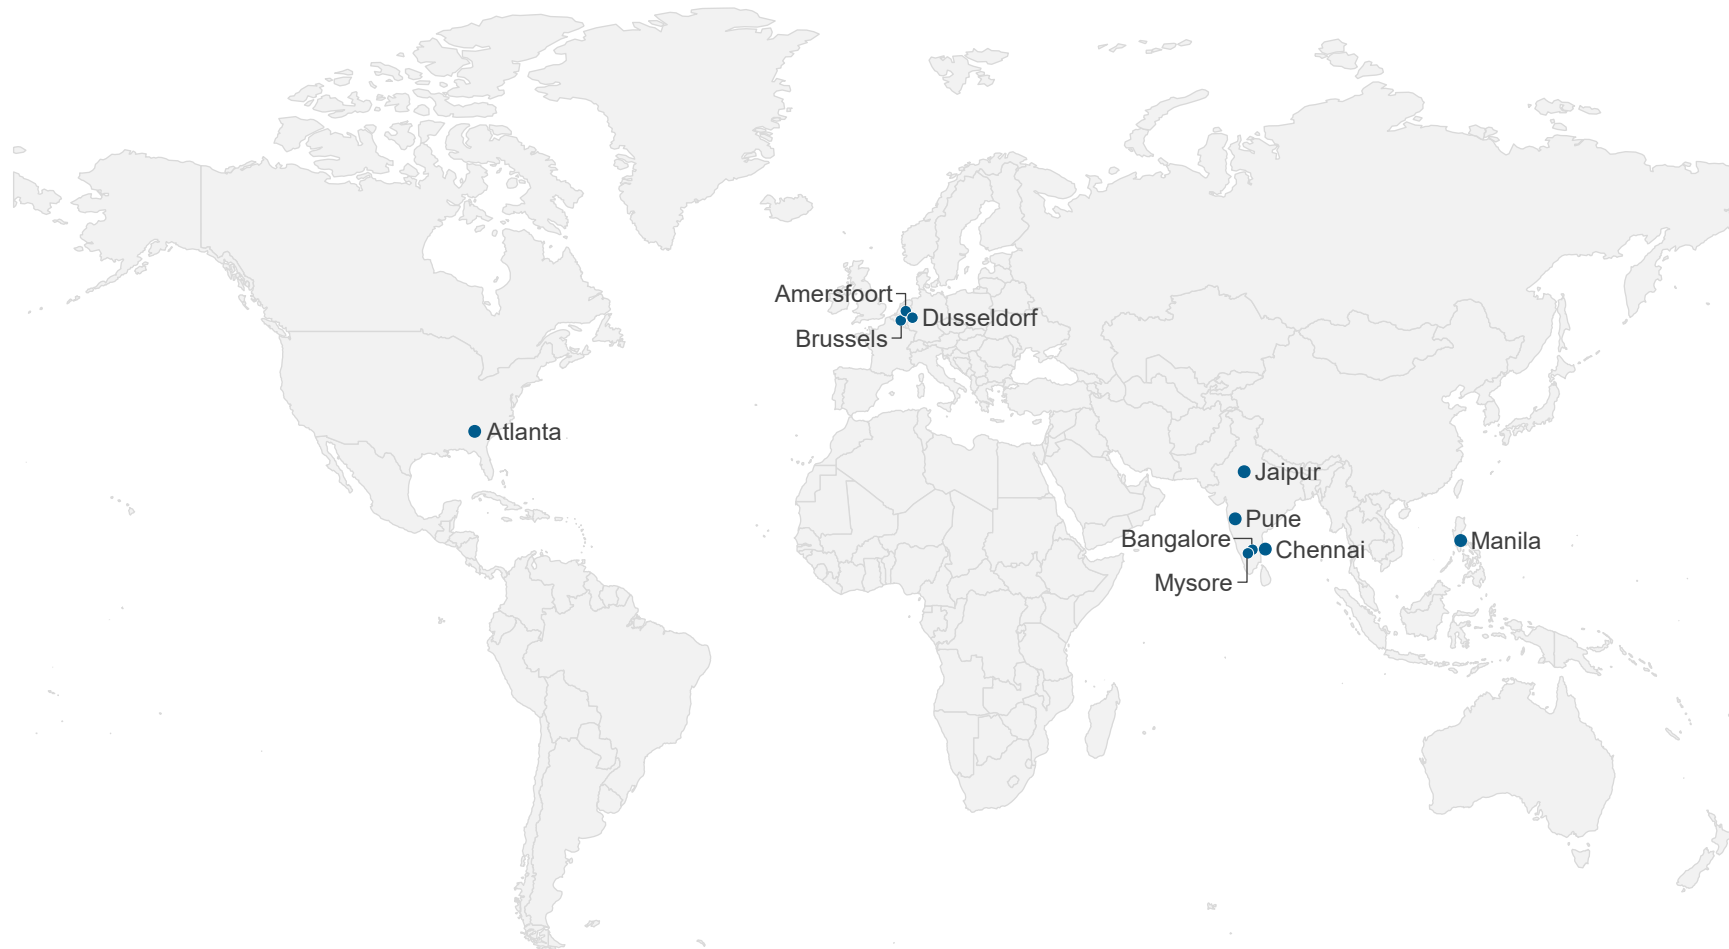 Amersfoort
Dusseldorf
Brussels
Atlanta
Jaipur
Pune
Bangalore
Chennai
Manila
Mysore